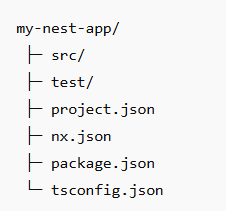 my-nest-app/
├─ src/
├─ test/
├─ project.json
├─ nx.json
├─ package.json
└─ tsconfig.json